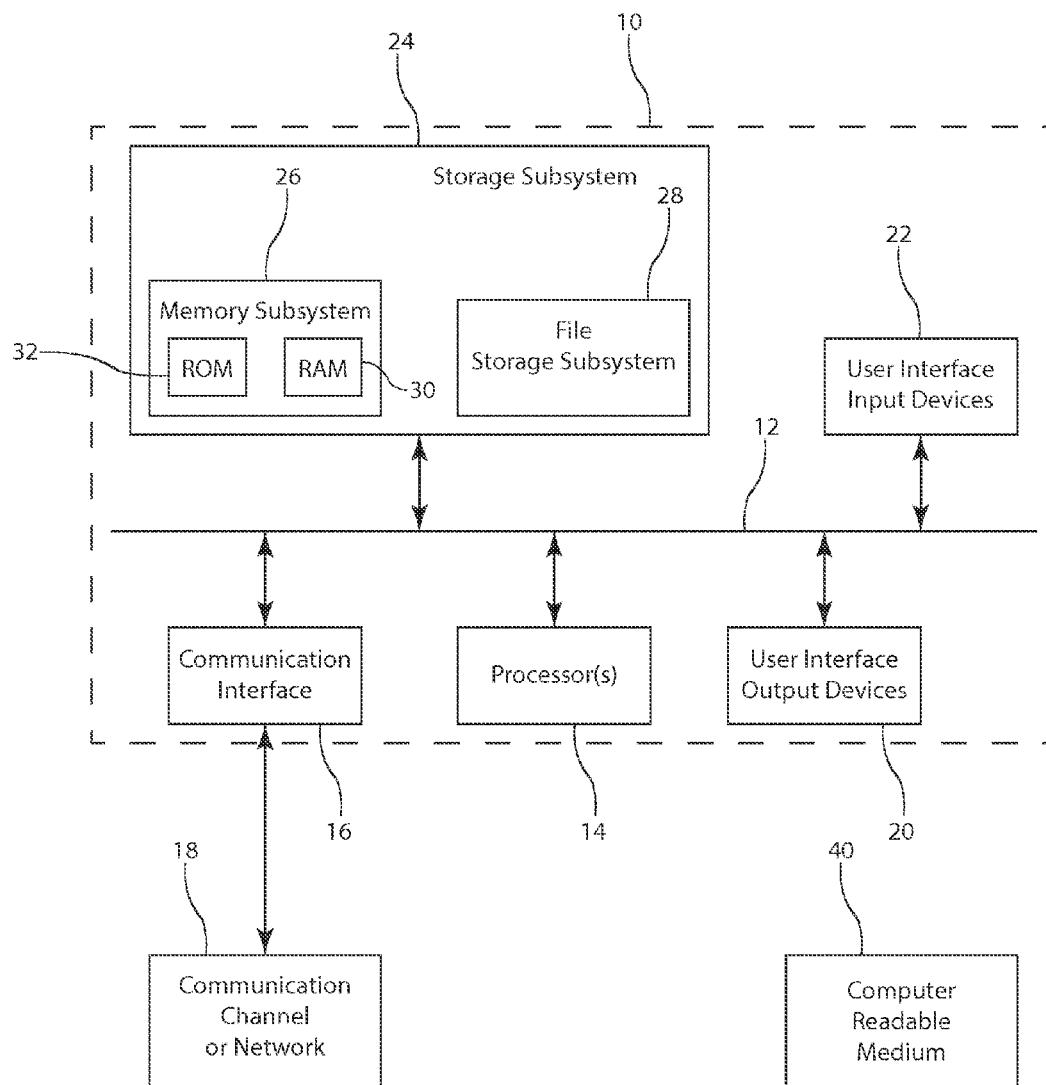 10
24
Storage Subsystem
26
28
22
Memory Subsystem
File
Storage Subsystem
32
ROM
RAM
30
User Interface
Input Devices
12
Communication
Interface
Processor(s)
User Interface
Output Devices
16
14
20
18
40
Communication
Channel
or Network
Computer
Readable
Medium